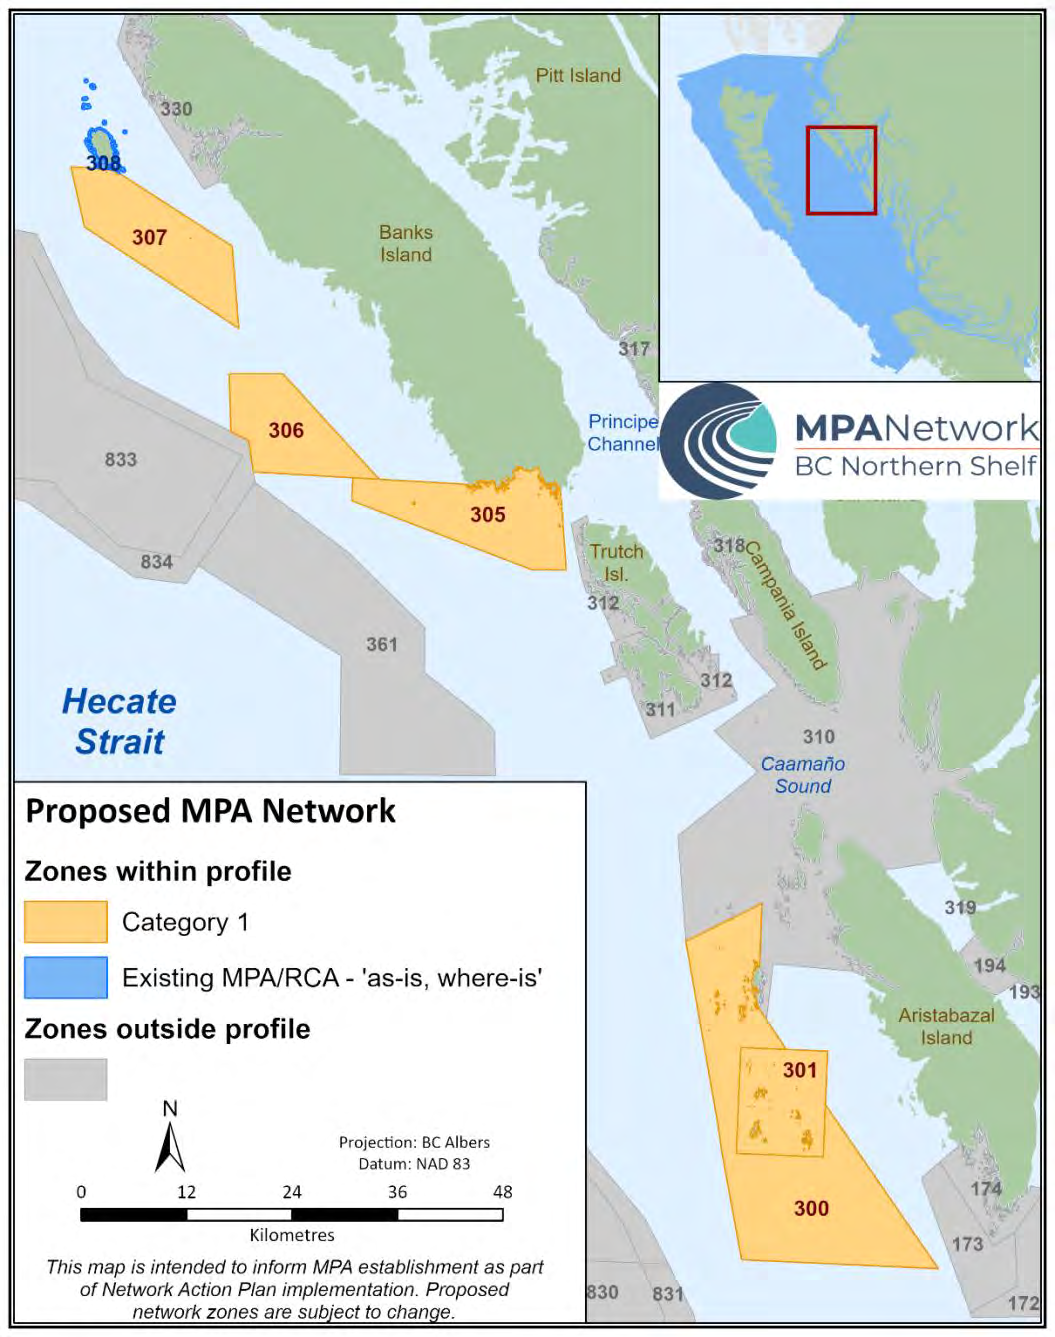 Pitt Island
330
308
307
Banks
Island
317
Principe
Channel
MPANetwork
BC Northern Shelf
306
833
305
834
Trutch
Isl.
318
Campania Island
312
361
312
311
Hecate
Strait
310
Caamaño
Sound
319
194
193
Aristabazal
Island
301
300
174
173
172
830
831
Proposed MPA Network
Zones within profile
Category 1
Existing MPA/RCA - 'as-is, where-is'
Zones outside profile
N
Projection: BC Albers
Datum: NAD 83
0 12 24 36 48
Kilometres
This map is intended to inform MPA establishment as part
of Network Action Plan implementation. Proposed
network zones are subject to change.